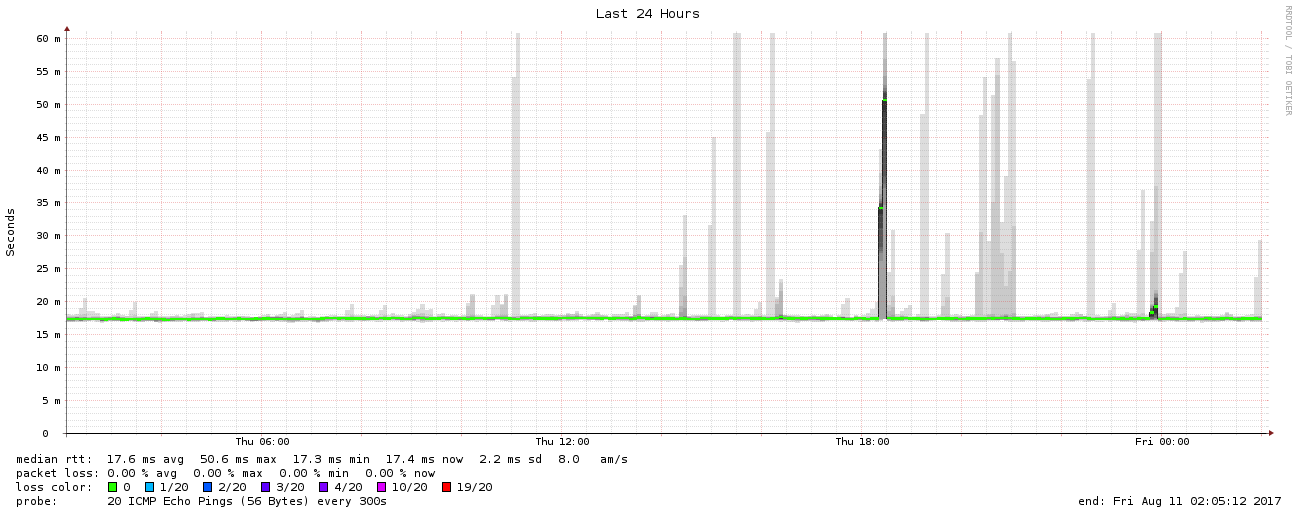 Last 24 Hours
RRDTOOL / TOBI OETIKER
Seconds
60 m
55 m
50 m
45 m
40 m
35 m
30 m
25 m
20 m
15 m
10 m
5 m
0
Thu 06:00 Thu 12:00 Thu 18:00 Fri 00:00
median rtt: 17.6 ms avg 50.6 ms max 17.3 ms min 17.4 ms now 2.2 ms sd 8.0 am/s
packet loss: 0.00 % avg 0.00 % max 0.00 % min 0.00 % now
loss color: 0 1/20 2/20 3/20 4/20 10/20 19/20
probe: 20 ICMP Echo Pings (56 Bytes) every 300s end: Fri Aug 11 02:05:12 2017